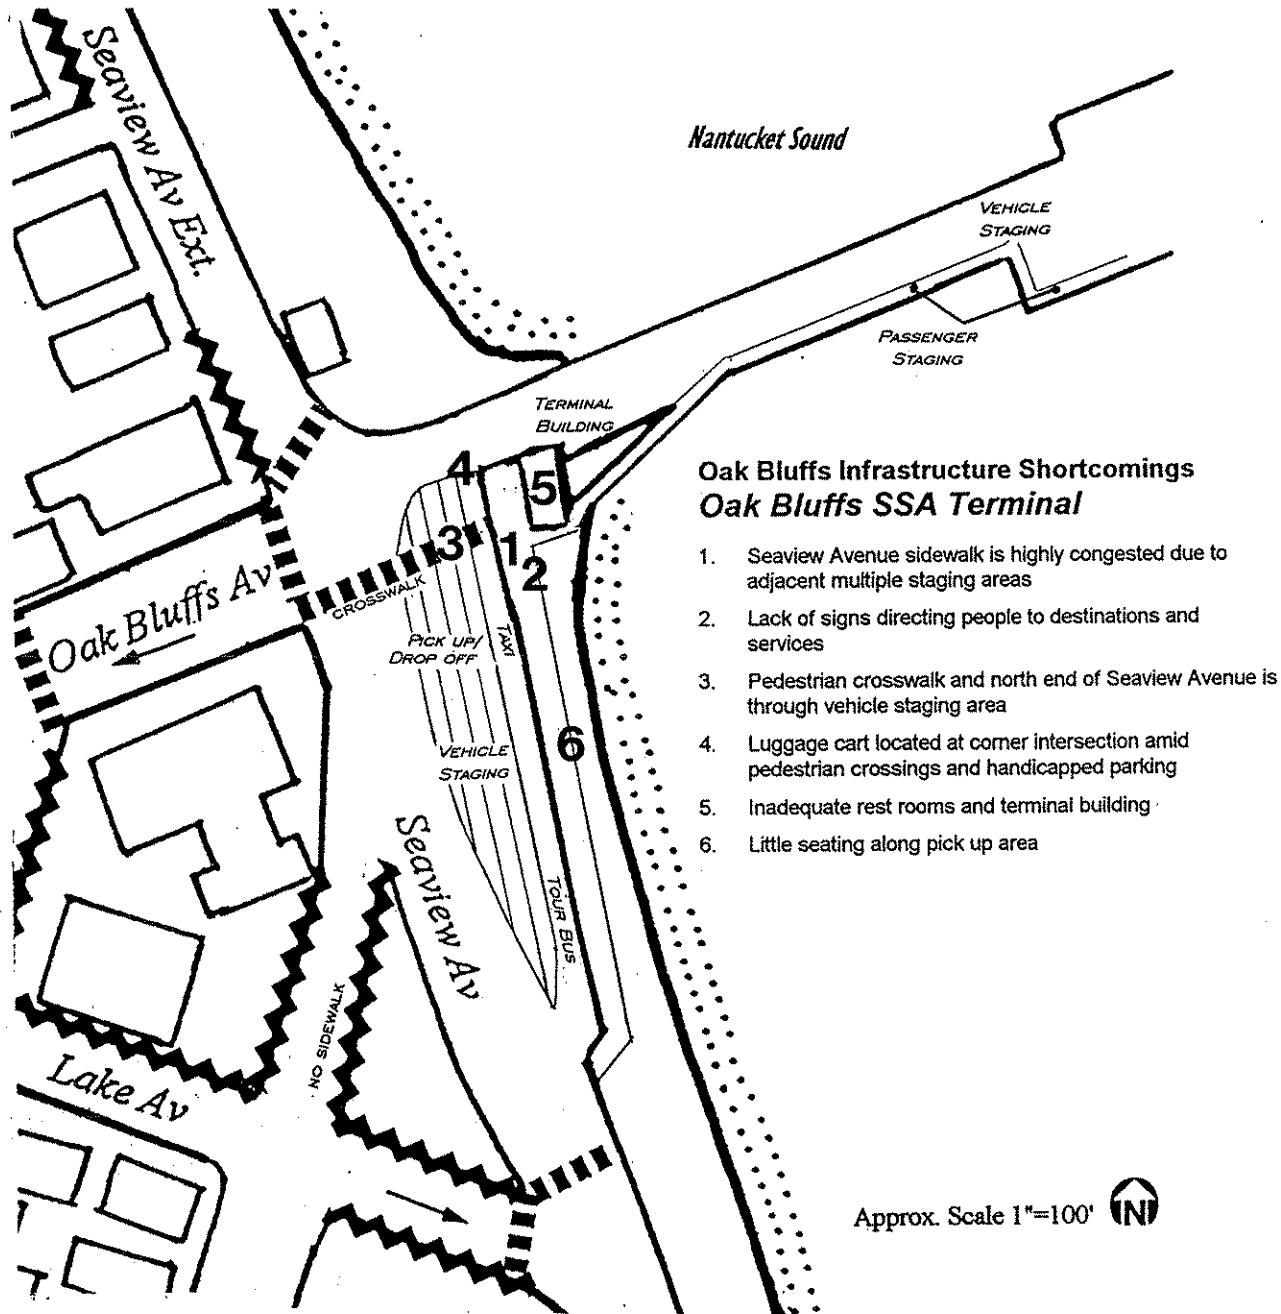 Seaview Av Ext.
Nantucket Sound
VEHICLE
STAGING
PASSENGER
STAGING
TERMINAL
BUILDING
4
5
3
1
2
CROSSWALK
Oak Bluffs Av
PICK UP/
DROP OFF
TAXI
VEHICLE
STAGING
6
Seaview Av
TOUR BUS
NO SIDEWALK
Lake Av
Oak Bluffs Infrastructure Shortcomings
Oak Bluffs SSA Terminal
1. Seaview Avenue sidewalk is highly congested due to
adjacent multiple staging areas
2. Lack of signs directing people to destinations and
services
3. Pedestrian crosswalk and north end of Seaview Avenue is
through vehicle staging area
4. Luggage cart located at corner intersection amid
pedestrian crossings and handicapped parking
5. Inadequate rest rooms and terminal building
6. Little seating along pick up area
Approx. Scale 1"=100'
N